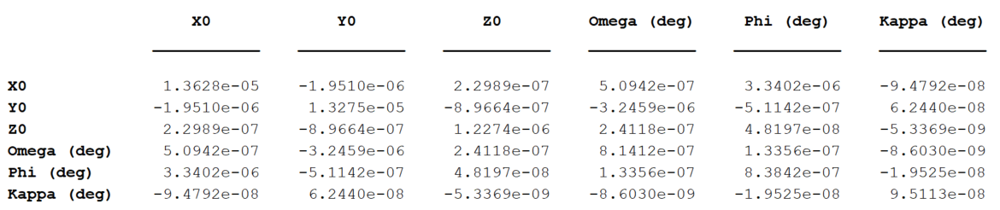 X0 Y0 Z0 Omega (deg) Phi (deg) Kappa (deg)
X0 1.3628e-05 -1.9510e-06 2.2989e-07 5.0942e-07 3.3402e-06 -9.4792e-08
Y0 -1.9510e-06 1.3275e-05 -8.9664e-07 -3.2459e-06 -5.1142e-07 6.2440e-08
Z0 2.2989e-07 -8.9664e-07 1.2274e-06 2.4118e-07 4.8197e-08 -5.3369e-09
Omega (deg) 5.0942e-07 -3.2459e-06 2.4118e-07 8.1412e-07 1.3356e-07 -8.6030e-09
Phi (deg) 3.3402e-06 -5.1142e-07 4.8197e-08 1.3356e-07 8.3842e-07 -1.9525e-08
Kappa (deg) -9.4792e-08 6.2440e-08 -5.3369e-09 -8.6030e-09 -1.9525e-08 9.5113e-08